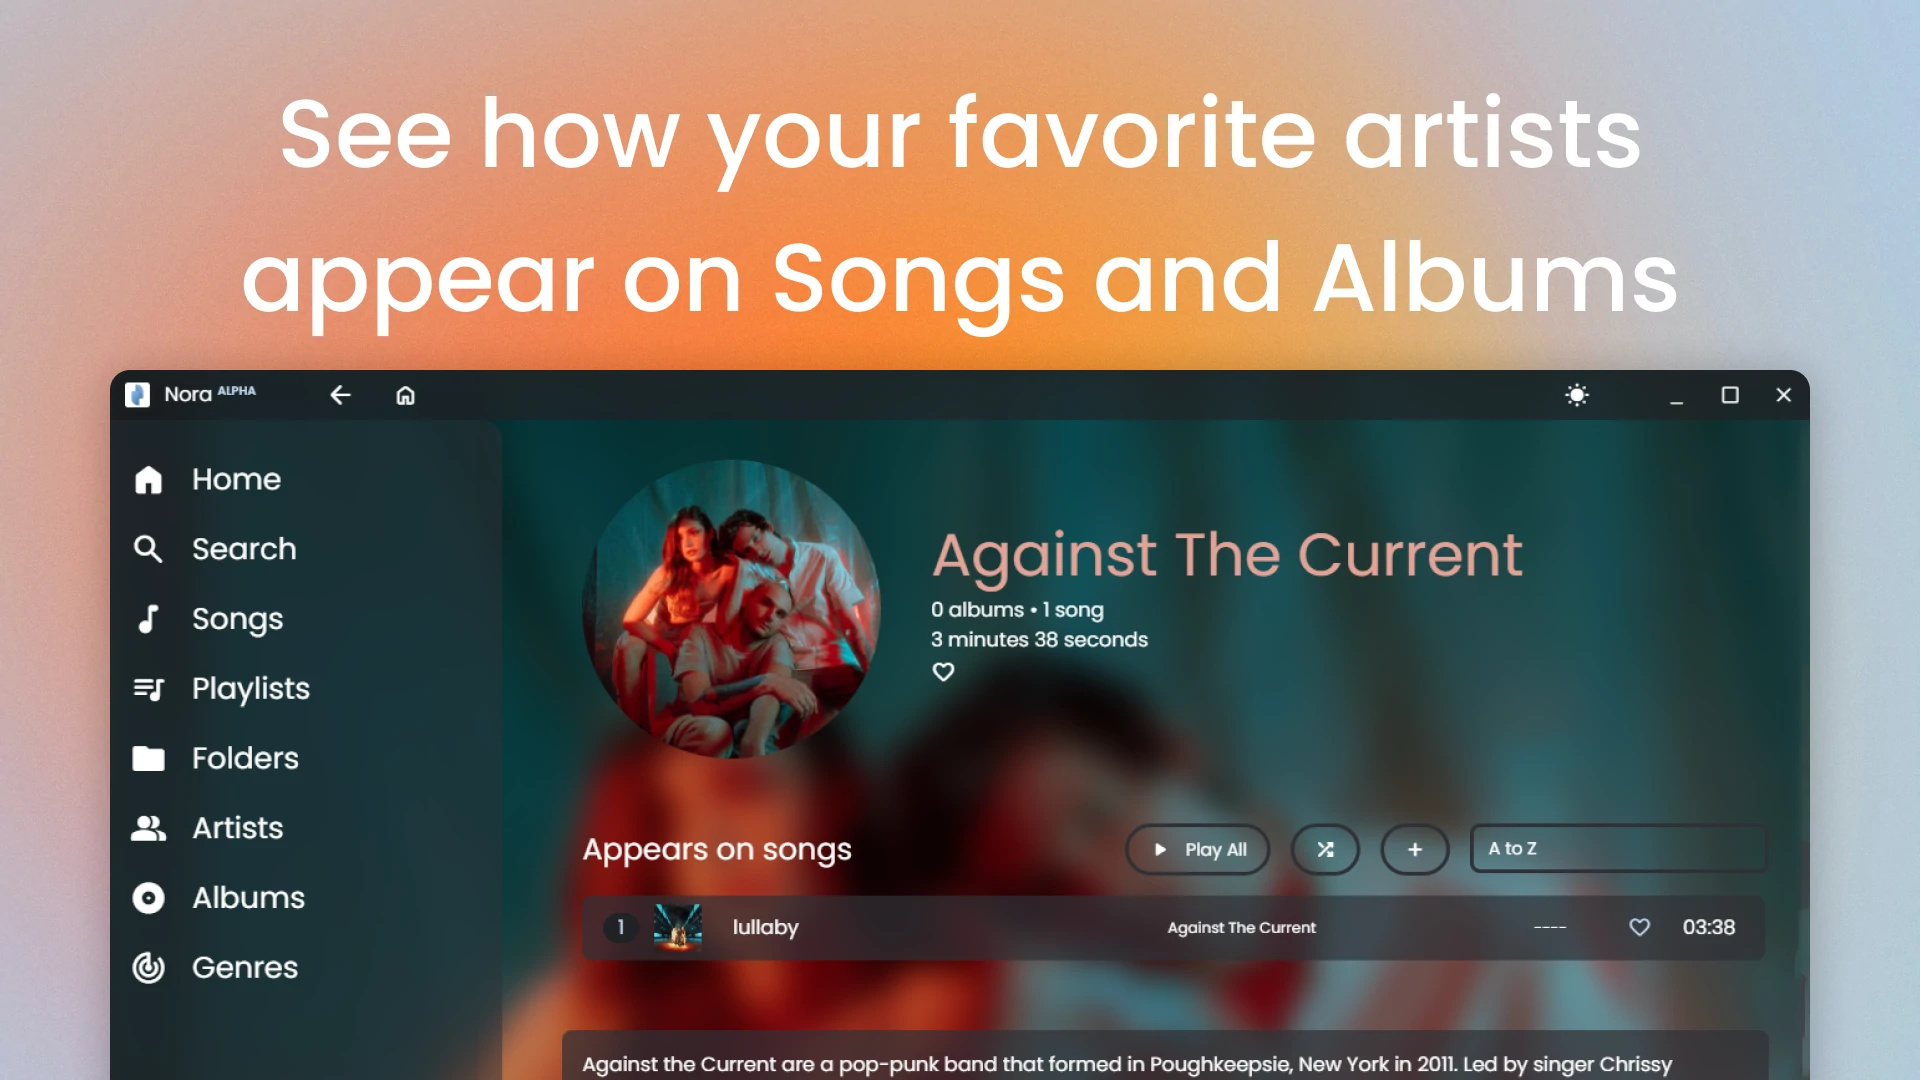 See how your favorite artists
appear on Songs and Albums
Nora ALPHA
Home
Search
Songs
Playlists
Folders
Artists
Albums
Genres
Against The Current
0 albums • 1 song
3 minutes 38 seconds
Appears on songs
Play All
A to Z
1 lullaby Against The Current ---- 03:38
Against the Current are a pop-punk band that formed in Poughkeepsie, New York in 2011. Led by singer Chrissy